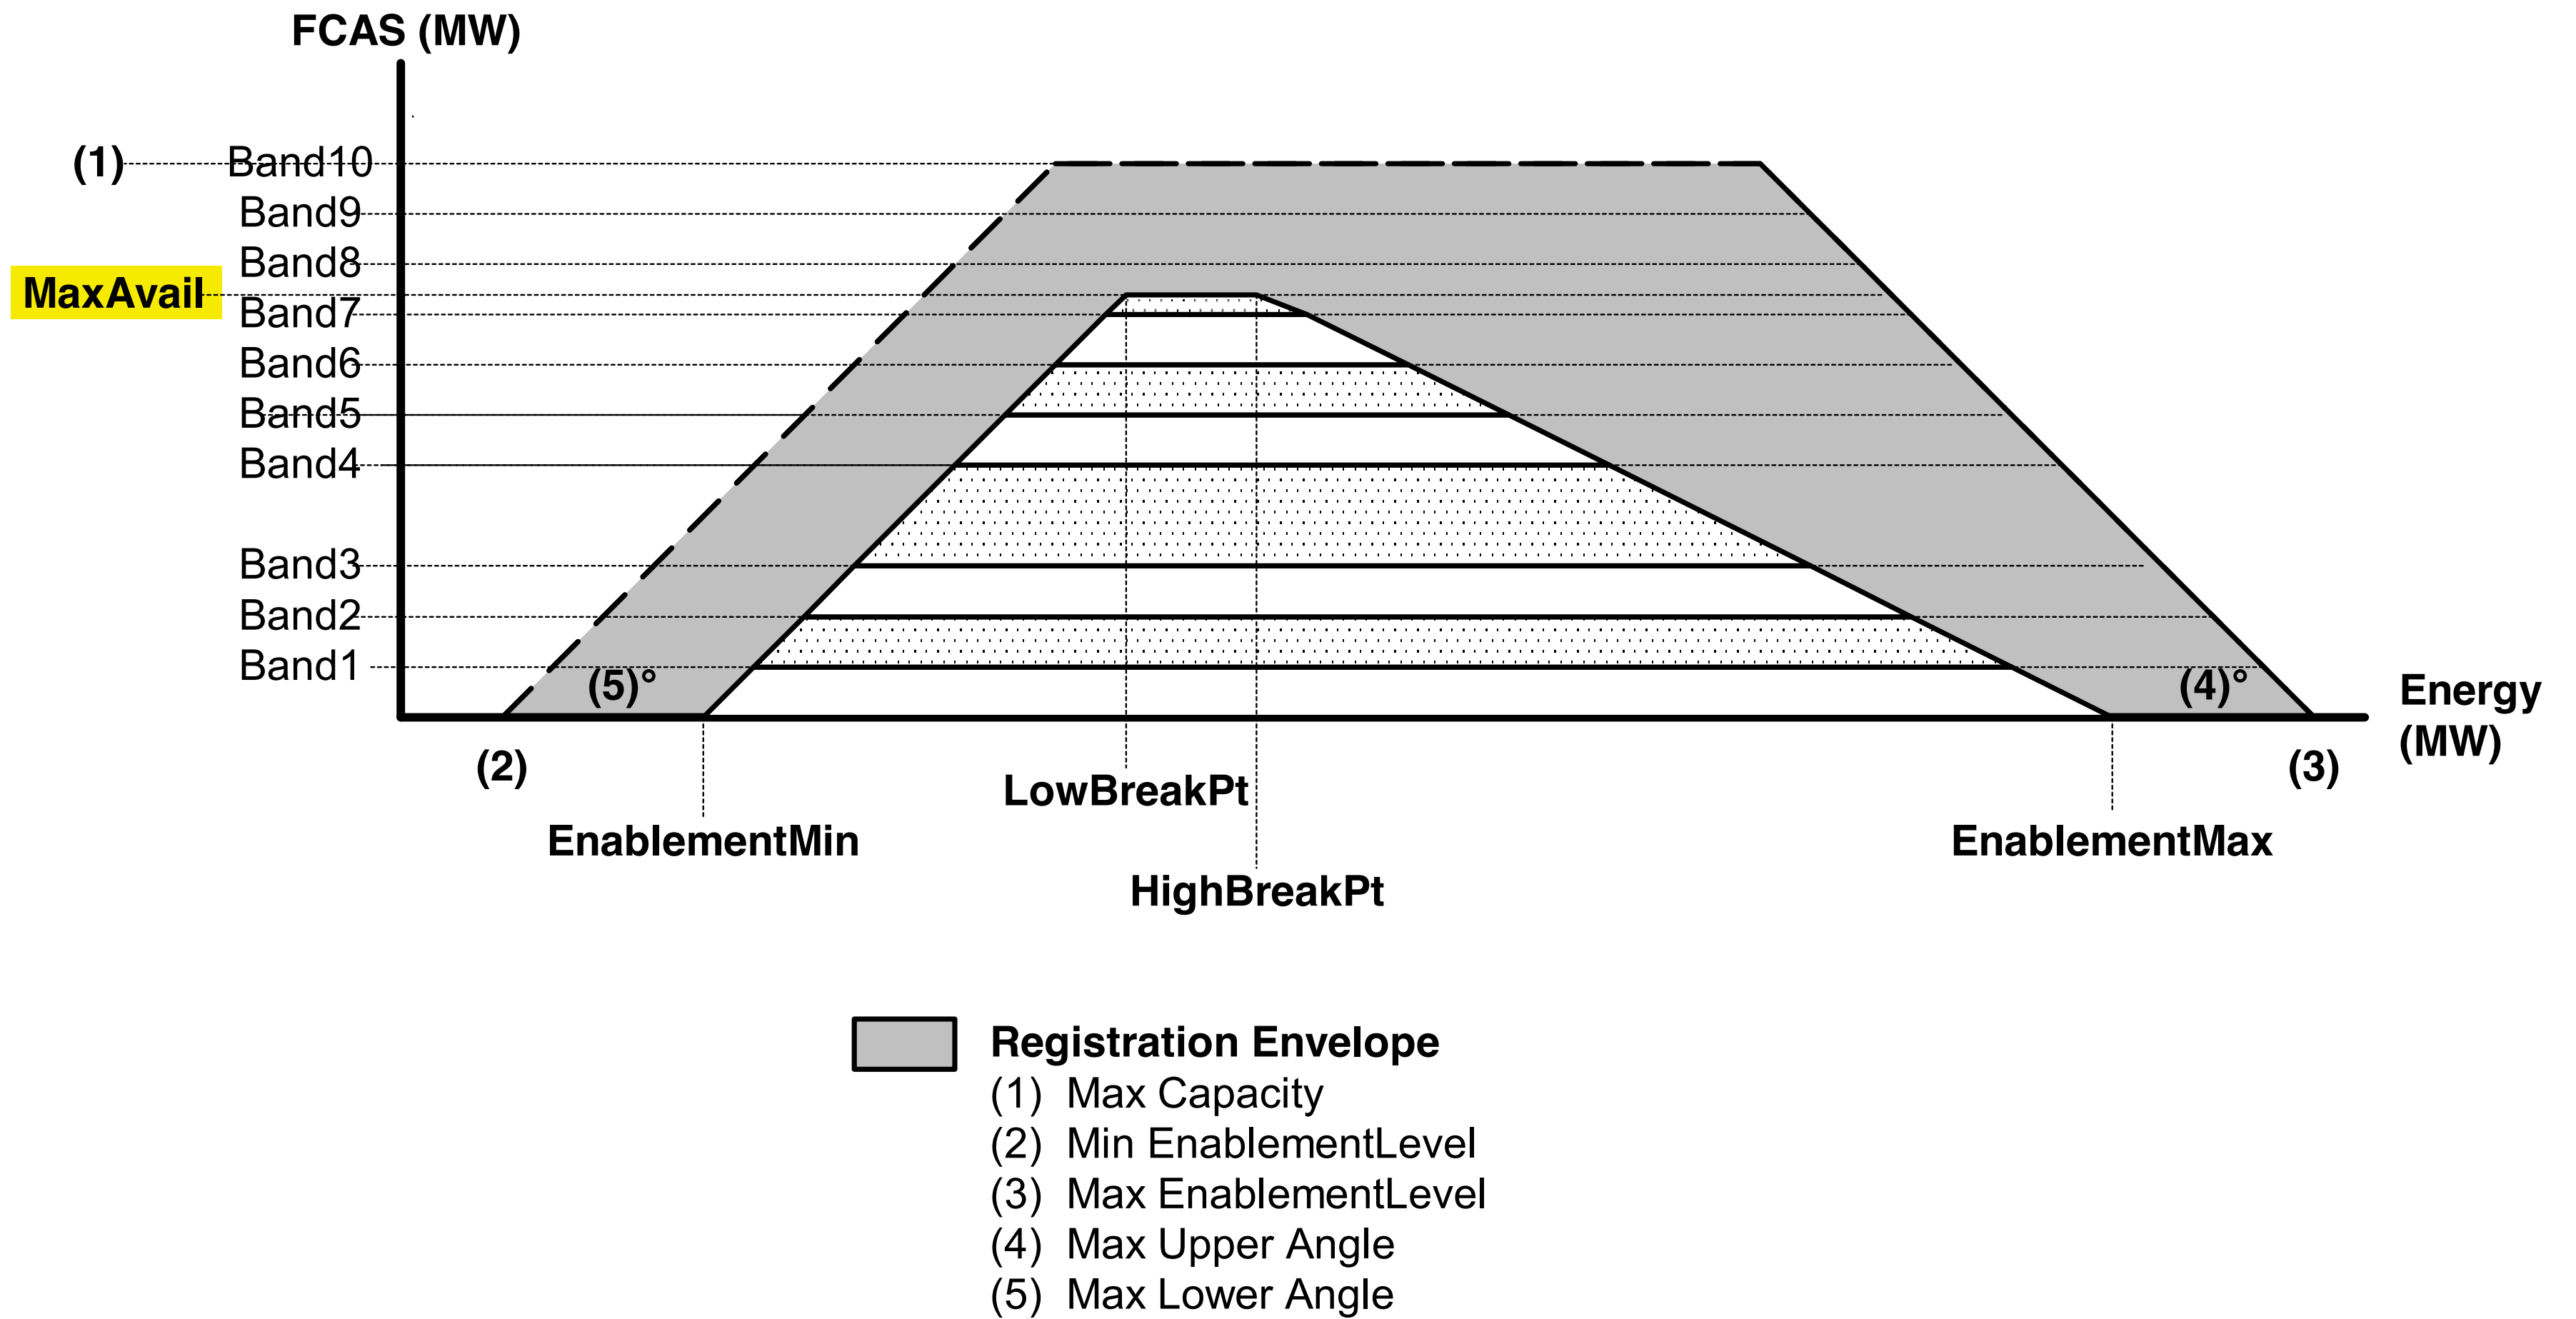 FCAS (MW)
(1)
Band10
Band9
Band8
MaxAvail
Band7
Band6
Band5
Band4
Band3
Band2
Band1
(5)°
(4)°
Energy
(MW)
(2)
(3)
LowBreakPt
EnablementMin
EnablementMax
HighBreakPt
Registration Envelope
(1) Max Capacity
(2) Min EnablementLevel
(3) Max EnablementLevel
(4) Max Upper Angle
(5) Max Lower Angle